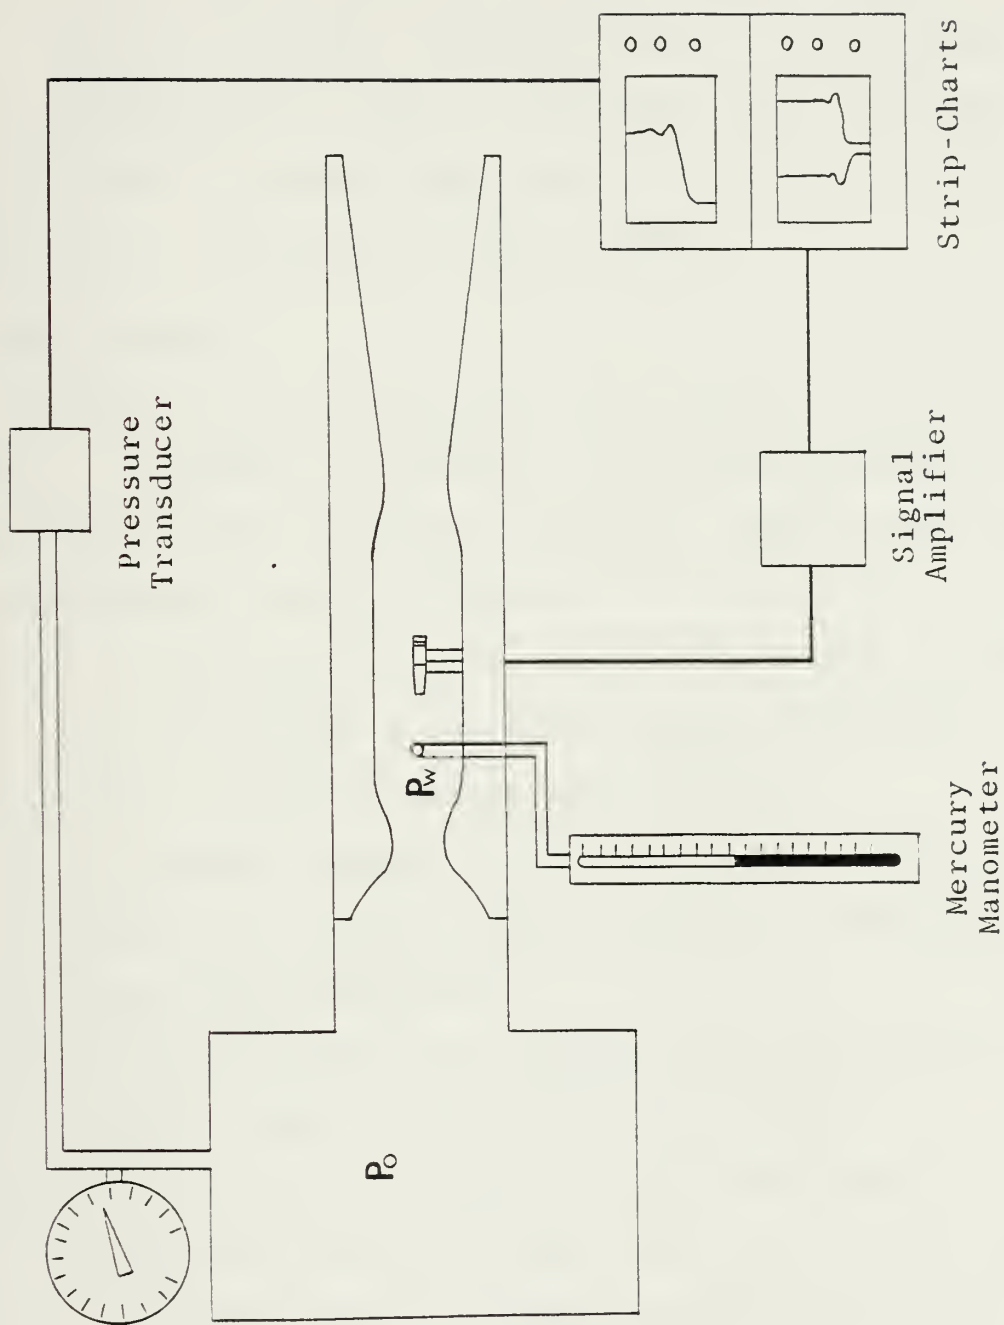 Pressure
Transducer
Strip-Charts
Signal
Amplifier
Mercury
Manometer
Pw
Po